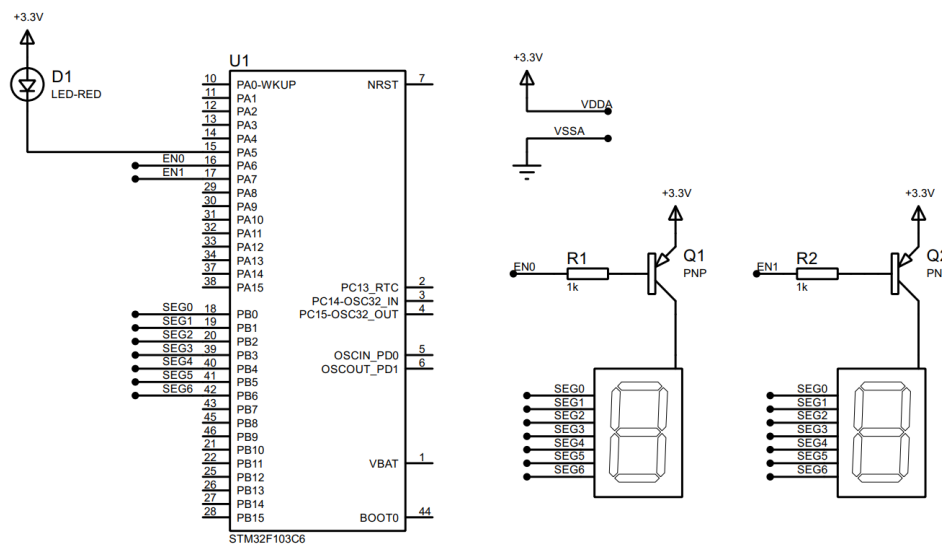 +3.3V
D1
LED-RED
U1
10 PA0-WKUP
11 PA1
12 PA2
13 PA3
14 PA4
15 PA5
EN0 16 PA6
EN1 17 PA7
29 PA8
30 PA9
31 PA10
32 PA11
33 PA12
34 PA13
37 PA14
38 PA15
SEG0 18 PB0
SEG1 19 PB1
SEG2 20 PB2
SEG3 39 PB3
SEG4 40 PB4
SEG5 41 PB5
SEG6 42 PB6
43 PB7
45 PB8
46 PB9
21 PB10
22 PB11
25 PB12
26 PB13
27 PB14
28 PB15
NRST 7
PC13_RTC 2
PC14-OSC32_IN 3
PC15-OSC32_OUT 4
OSCIN_PD0 5
OSCOUT_PD1 6
VBAT 1
BOOT0 44
STM32F103C6
+3.3V
VDDA
VSSA
+3.3V
EN0
R1
1k
Q1
PNP
SEG0
SEG1
SEG2
SEG3
SEG4
SEG5
SEG6
+3.3V
EN1
R2
1k
SEG0
SEG1
SEG2
SEG3
SEG4
SEG5
SEG6